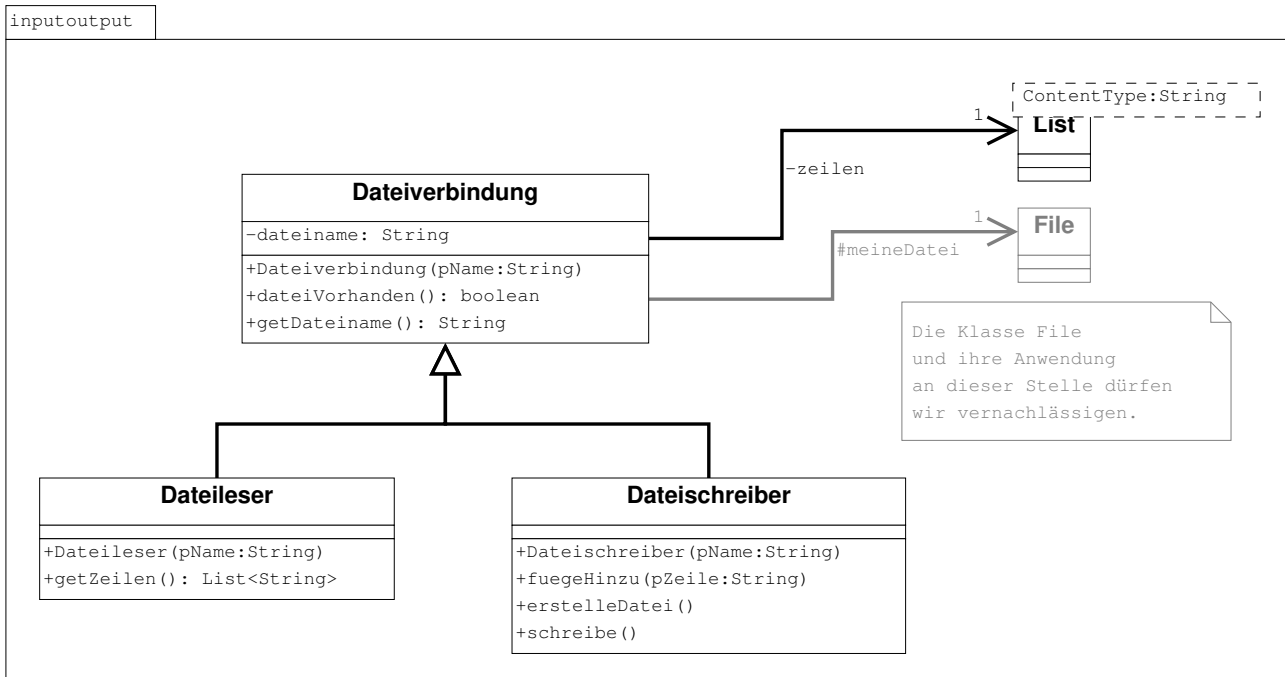 inputoutput
ContentType:String
1
List
-zeilen
Dateiverbindung
-dateiname: String
+Dateiverbindung(pName:String)
+dateiVorhanden(): boolean
+getDateiname(): String
1
File
#meineDatei
Die Klasse File
und ihre Anwendung
an dieser Stelle dürfen
wir vernachlässigen.
Dateileser
+Dateileser(pName:String)
+getZeilen(): List<String>
Dateischreiber
+Dateischreiber(pName:String)
+fuegeHinzu(pZeile:String)
+erstelleDatei()
+schreibe()